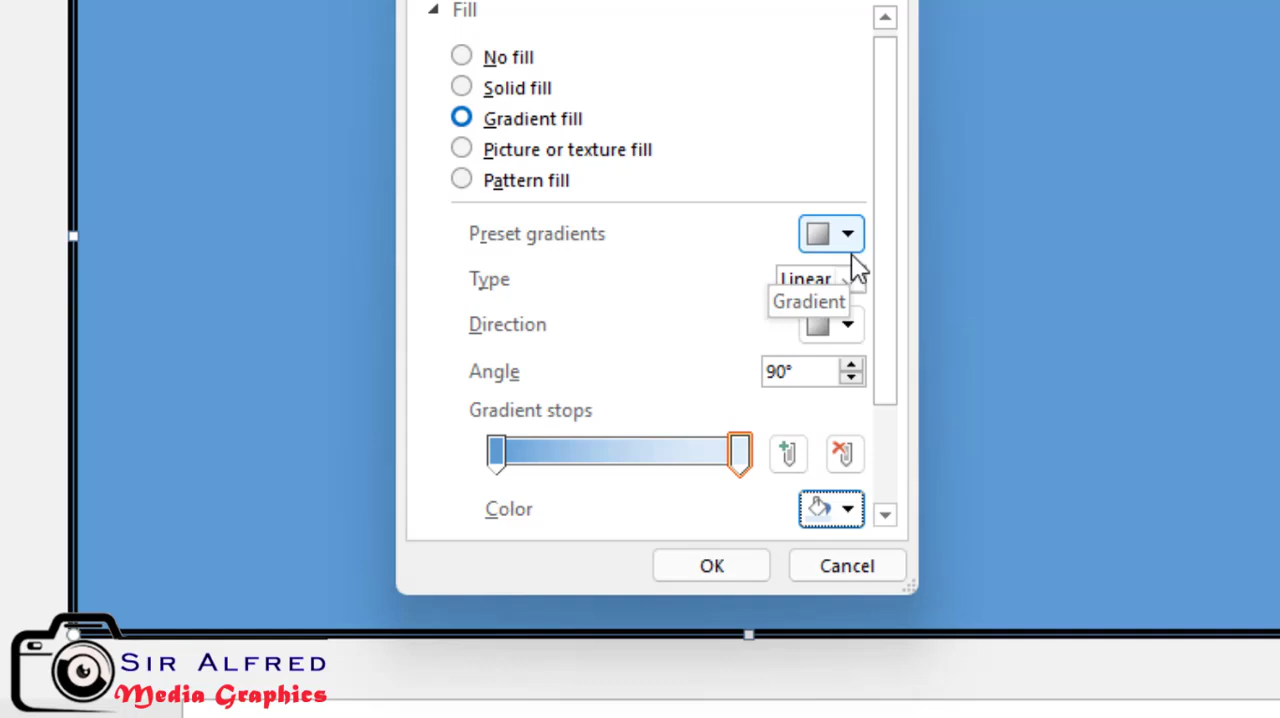 Fill
No fill
Solid fill
Gradient fill
Picture or texture fill
Pattern fill
Preset gradients
Type Linear
Gradient
Direction
Angle 90°
Gradient stops
Color
OK Cancel
Sir Alfred
Media Graphics